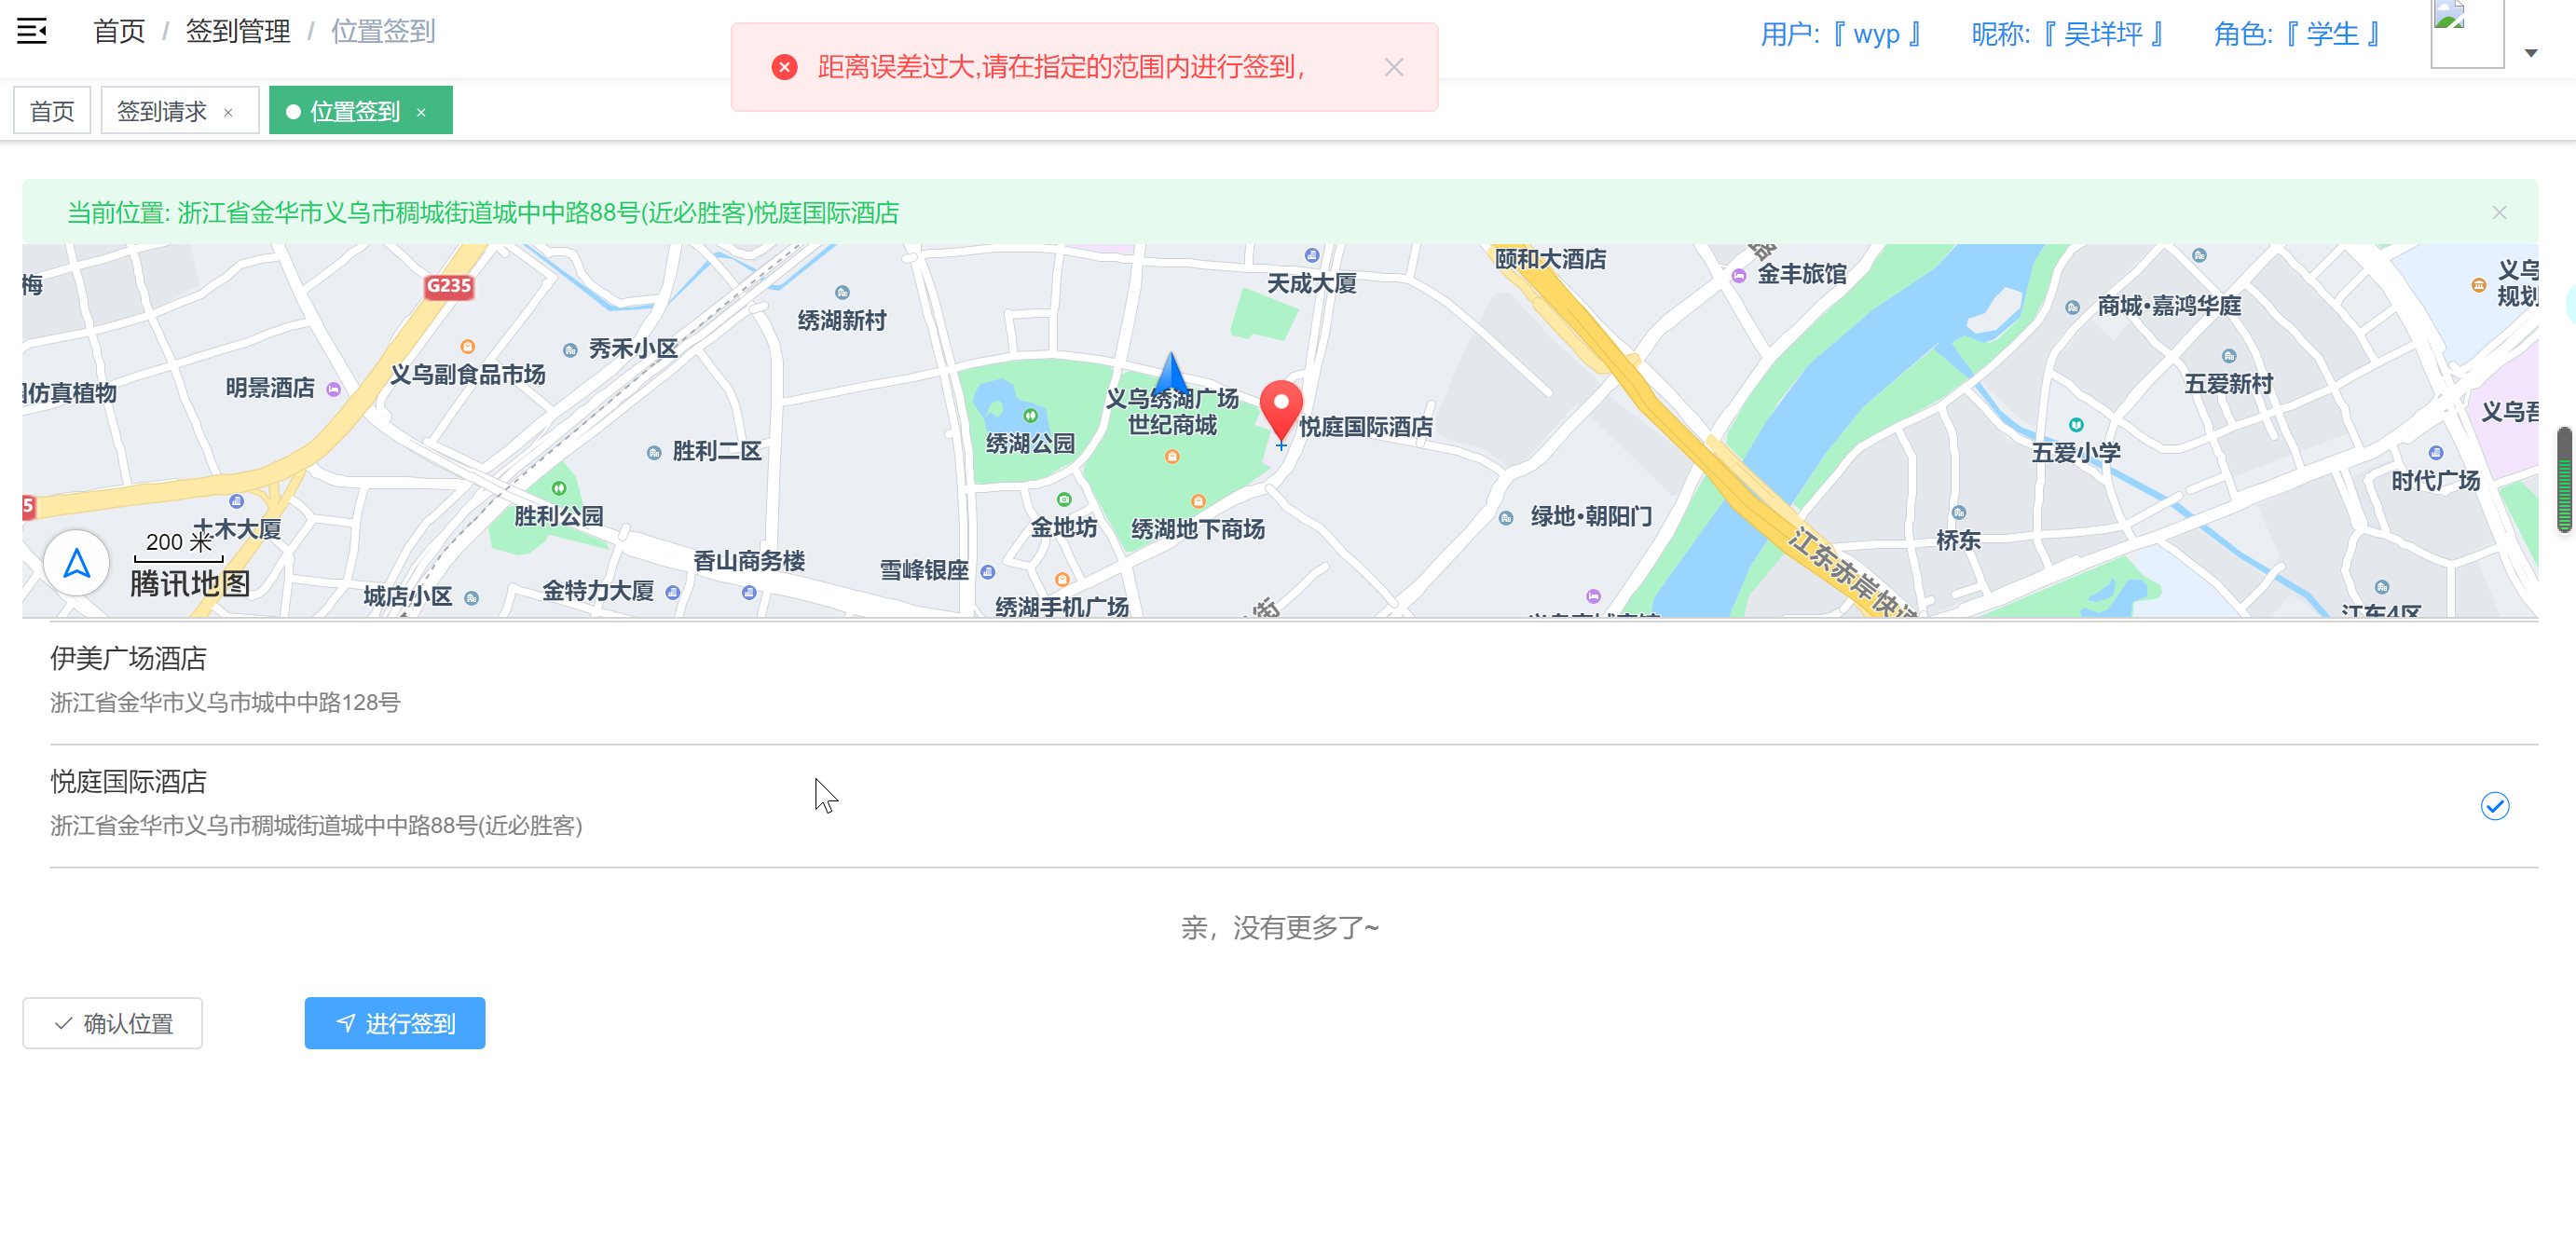 首页 / 签到管理 / 位置签到
距离误差过大,请在指定的范围内进行签到,
用户:『 wyp 』 昵称:『 吴垟坪 』 角色:『 学生 』
首页 签到请求 × 位置签到 ×
当前位置: 浙江省金华市义乌市稠城街道城中中路88号(近必胜客)悦庭国际酒店
颐和大酒店
金丰旅馆
天成大厦
G235
梅
义乌
规划
商城·嘉鸿华庭
绣湖新村
秀禾小区
义乌副食品市场
明景酒店
仿真植物
五爱新村
义乌绣湖广场
世纪商城
悦庭国际酒店
绣湖公园
胜利二区
五爱小学
时代广场
5
土木大厦
胜利公园
金地坊
绣湖地下商场
绿地·朝阳门
桥东
江东赤岸快速
200 米
腾讯地图
香山商务楼
雪峰银座
城店小区
金特力大厦
绣湖手机广场
街
江东4区
伊美广场酒店
浙江省金华市义乌市城中中路128号
悦庭国际酒店
浙江省金华市义乌市稠城街道城中中路88号(近必胜客)
亲，没有更多了~
确认位置 进行签到